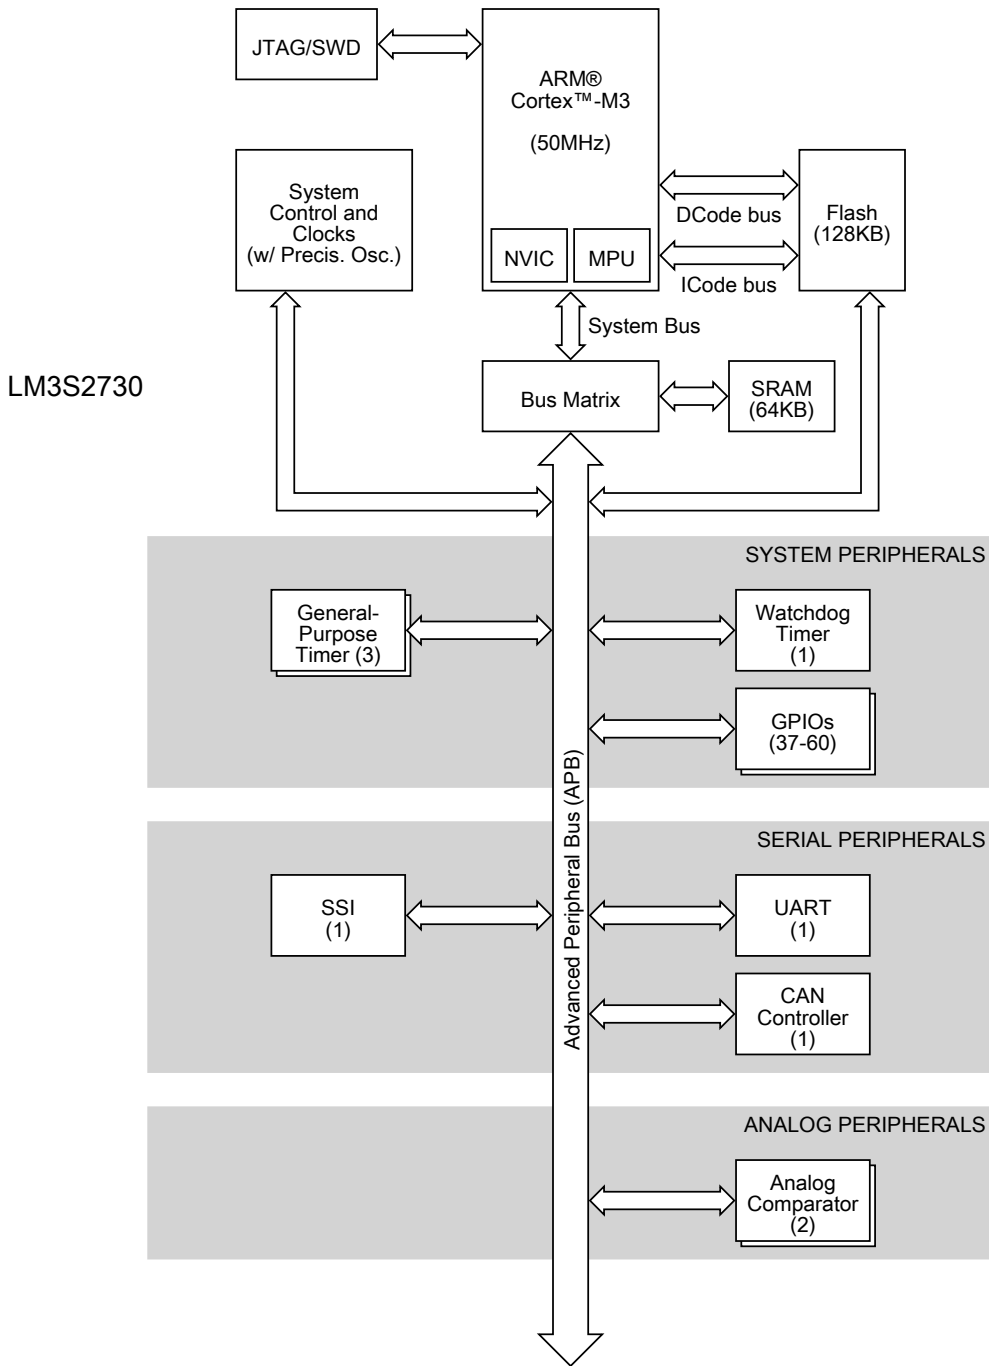 JTAG/SWD
ARM®
Cortex™-M3
(50MHz)
NVIC
MPU
System
Control and
Clocks
(w/ Precis. Osc.)
DCode bus
ICode bus
Flash
(128KB)
System Bus
LM3S2730
Bus Matrix
SRAM
(64KB)
SYSTEM PERIPHERALS
General-
Purpose
Timer (3)
Watchdog
Timer
(1)
GPIOs
(37-60)
Advanced Peripheral Bus (APB)
SERIAL PERIPHERALS
SSI
(1)
UART
(1)
CAN
Controller
(1)
ANALOG PERIPHERALS
Analog
Comparator
(2)